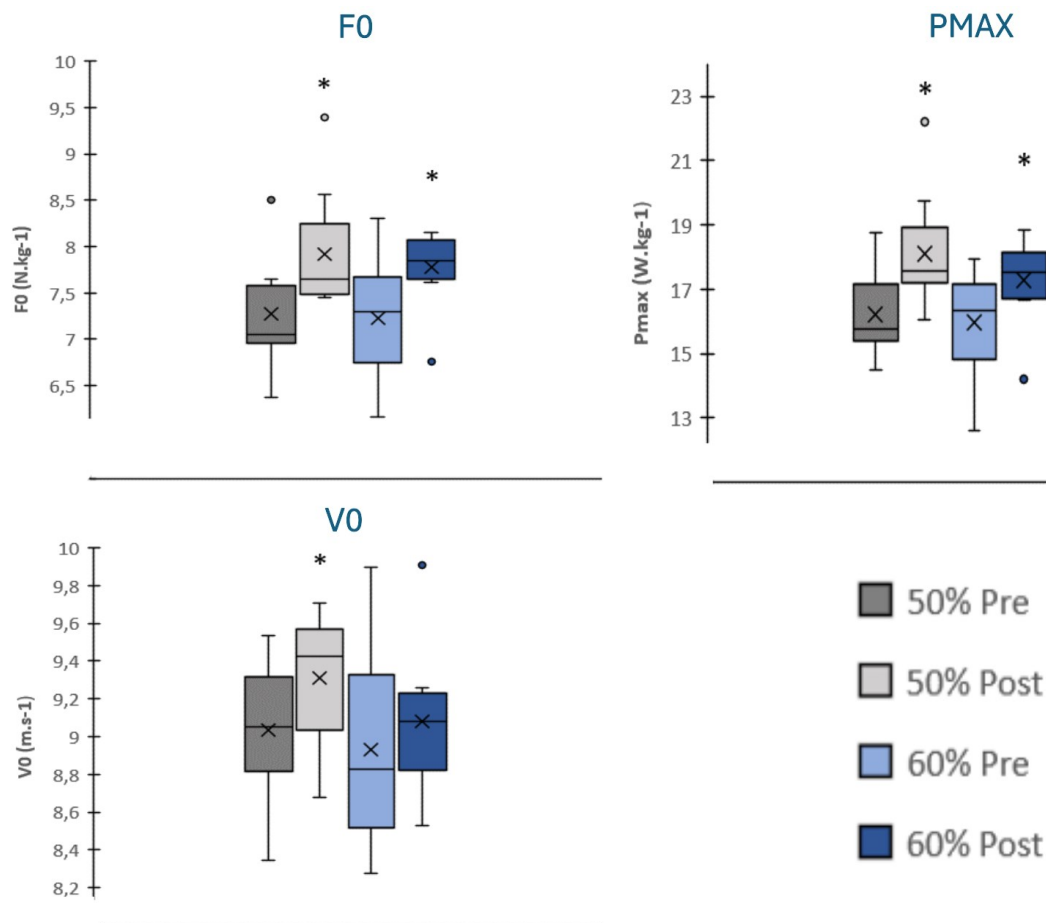 F0
PMAX
F0 (N.kg-1)
10
9,5
9
8,5
8
7,5
7
6,5
*
*
Pmax (W.kg-1)
23
21
19
17
15
13
*
*
V0
V0 (m.s-1)
10
9,8
9,6
9,4
9,2
9
8,8
8,6
8,4
8,2
*
50% Pre
50% Post
60% Pre
60% Post